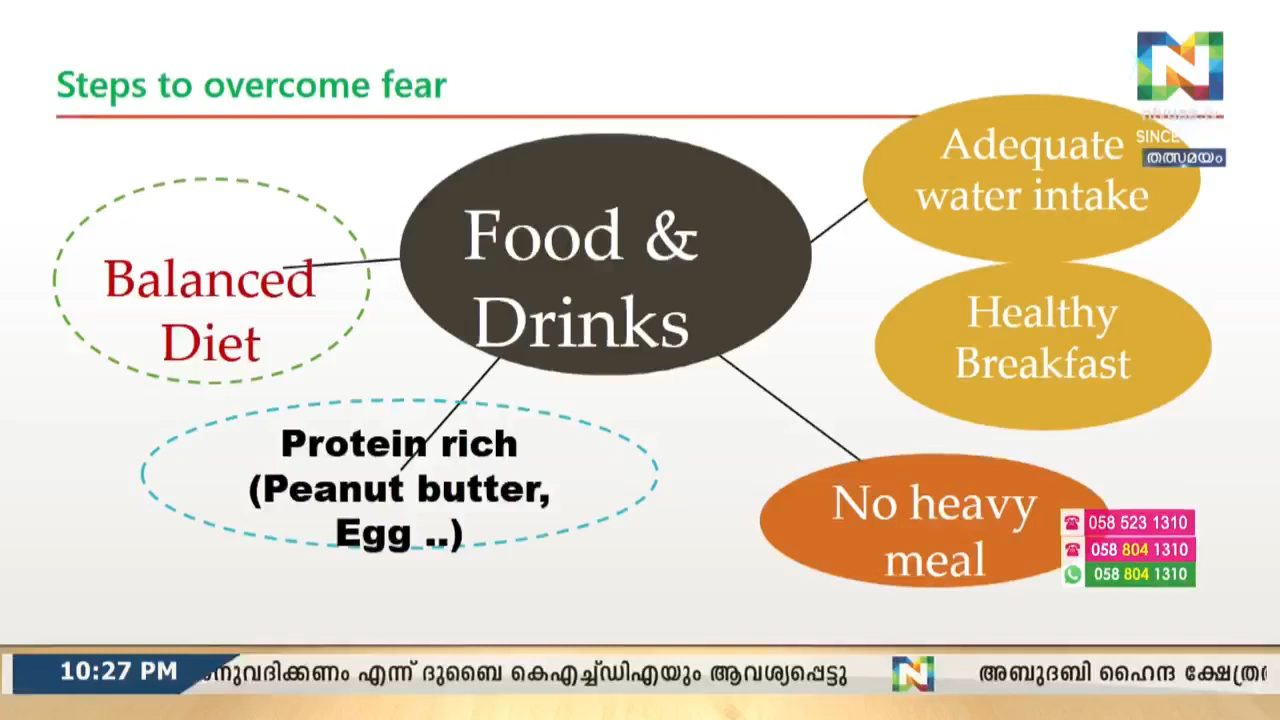 Steps to overcome fear
SINCE
തത്സമയം
Adequate
water intake
Food &
Drinks
Balanced
Diet
Healthy
Breakfast
Protein rich
(Peanut butter,
Egg ..)
No heavy
meal
058 523 1310
058 804 1310
058 804 1310
10:27 PM
നുവദിക്കണം എന്ന് ദുബൈ കെഎച്ച്ഡിഎയും ആവശ്യപ്പെട്ടു
അബുദബി ഹൈന്ദ ക്ഷേത്ര